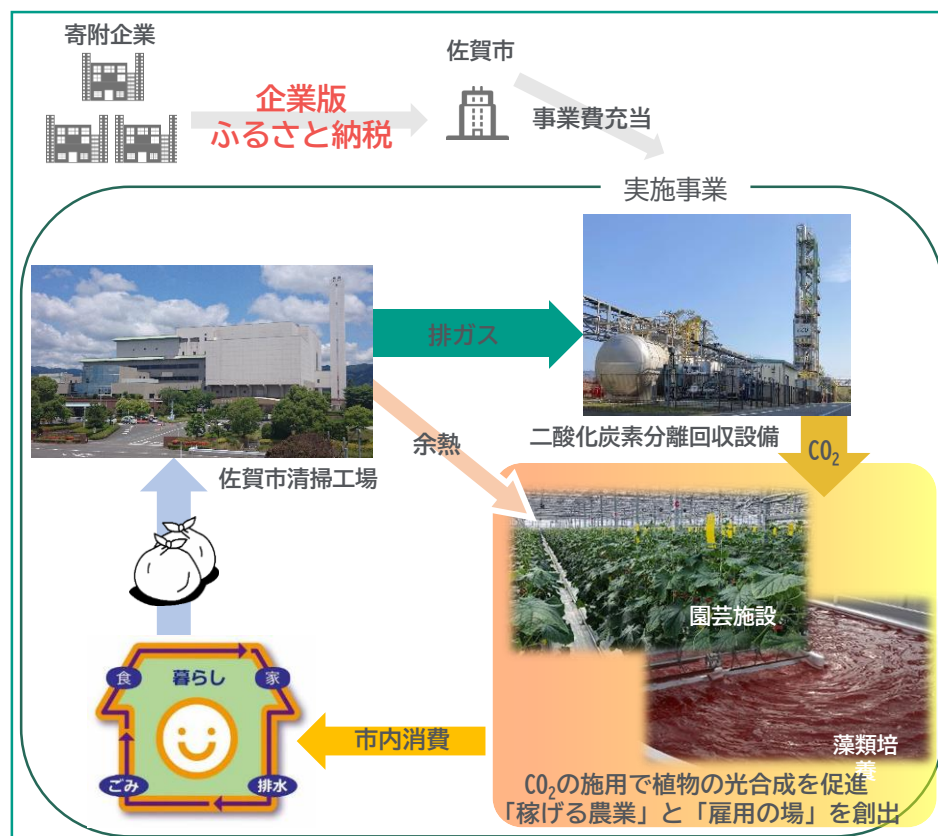 寄附企業
佐賀市
企業版
ふるさと納税
事業費充当
実施事業
排ガス
二酸化炭素分離回収設備
余熱
CO₂
佐賀市清掃工場
園芸施設
食
暮らし
家
市内消費
藻類培
養
ごみ
排水
CO₂の施用で植物の光合成を促進
「稼げる農業」と「雇用の場」を創出